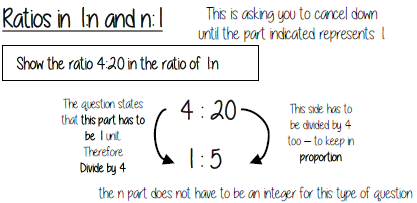 Ratios in 1:n and n:1
This is asking you to cancel down
until the part indicated represents 1
Show the ratio 4:20 in the ratio of 1:n
The question states
that this part has to
be 1 unit.
Therefore
Divide by 4
4 : 20
1 : 5
This side has to
be divided by 4
too – to keep in
proportion
the n part does not have to be an integer for this type of question